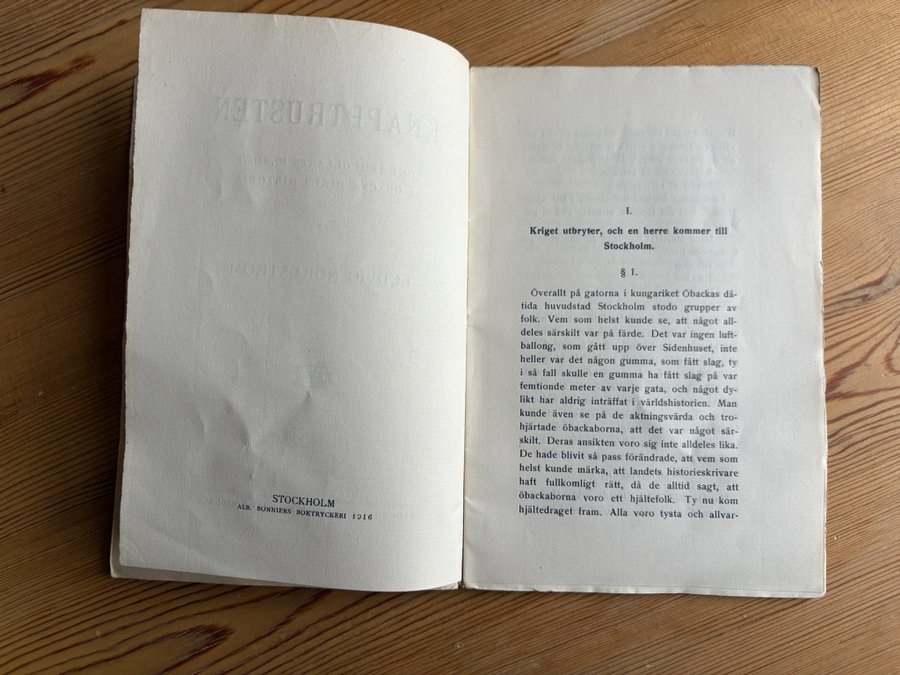 STOCKHOLM
ALB. BONNIERS BOKTRYCKERI 1916
I.
Kriget utbryter, och en herre kommer till
Stockholm.
§ 1.
Överallt på gatorna i kungariket Öbackas då-
tida huvudstad Stockholm stodo grupper av
folk. Vem som helst kunde se, att något all-
deles särskilt var på färde. Det var ingen luft-
ballong, som gått upp över Sidenhuset, inte
heller var det någon gumma, som fått slag, ty
i så fall skulle en gumma ha fått slag på var
femtionde meter av varje gata, och något dy-
likt har aldrig inträffat i världshistorien. Man
kunde även se på de aktningsvärda och tro-
hjärtade öbackaborna, att det var något sär-
skilt. Deras ansikten voro sig inte alldeles lika.
De hade blivit så pass förändrade, att vem som
helst kunde märka, att landets historieskrivare
haft fullkomligt rätt, då de alltid sagt, att
öbackaborna voro ett hjältefolk. Ty nu kom
hjältedraget fram. Alla voro tysta och allvar-